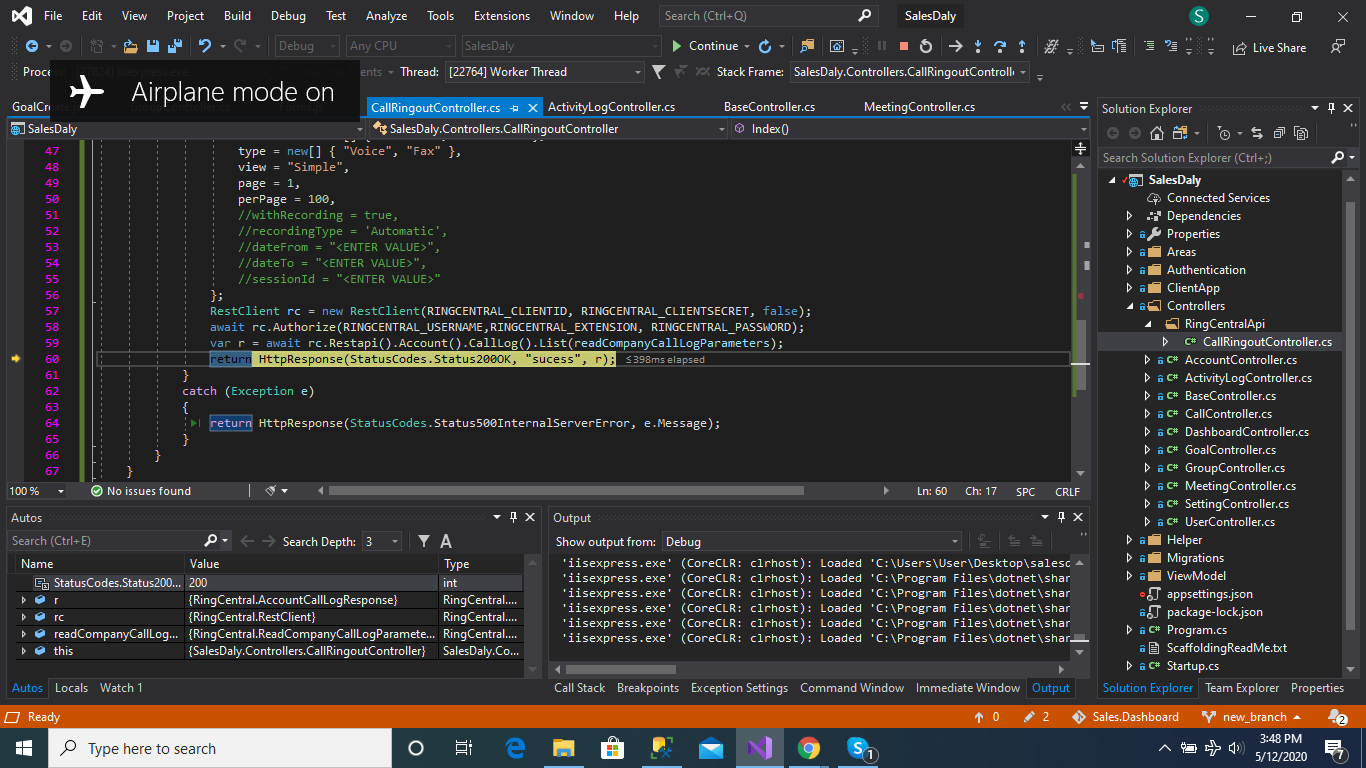 File Edit View Project Build Debug Test Analyze Tools Extensions Window Help Search (Ctrl+Q) SalesDaly S
Debug Any CPU SalesDaly Continue Live Share
Thread: [22764] Worker Thread Stack Frame: SalesDaly.Controllers.CallRingoutControlle
Airplane mode on
CallRingoutController.cs ActivityLogController.cs BaseController.cs MeetingController.cs
SalesDaly SalesDaly.Controllers.CallRingoutController Index()
47 type = new[] { "Voice", "Fax" },
48 view = "Simple",
49 page = 1,
50 perPage = 100,
51 //withRecording = true,
52 //recordingType = 'Automatic',
53 //dateFrom = "<ENTER VALUE>",
54 //dateTo = "<ENTER VALUE>",
55 //sessionId = "<ENTER VALUE>"
56 };
57 RestClient rc = new RestClient(RINGCENTRAL_CLIENTID, RINGCENTRAL_CLIENTSECRET, false);
58 await rc.Authorize(RINGCENTRAL_USERNAME,RINGCENTRAL_EXTENSION, RINGCENTRAL_PASSWORD);
59 var r = await rc.Restapi().Account().CallLog().List(readCompanyCallLogParameters);
60 return HttpResponse(StatusCodes.Status200OK, "sucess", r); ≤398ms elapsed
61 }
62 catch (Exception e)
63 {
64 return HttpResponse(StatusCodes.Status500InternalServerError, e.Message);
65 }
66 }
67 }
100 % No issues found Ln: 60 Ch: 17 SPC CRLF
Autos
Search (Ctrl+E) Search Depth: 3 A
Name Value Type
StatusCodes.Status200... 200 int
r {RingCentral.AccountCallLogResponse} RingCentral....
rc {RingCentral.RestClient} RingCentral....
readCompanyCallLog... {RingCentral.ReadCompanyCallLogParamete... RingCentral....
this {SalesDaly.Controllers.CallRingoutController} SalesDaly.Co...
Autos Locals Watch 1
Output
Show output from: Debug
'iisexpress.exe' (CoreCLR: clrhost): Loaded 'C:\Users\User\Desktop\salesd
'iisexpress.exe' (CoreCLR: clrhost): Loaded 'C:\Program Files\dotnet\shar
'iisexpress.exe' (CoreCLR: clrhost): Loaded 'C:\Program Files\dotnet\shar
'iisexpress.exe' (CoreCLR: clrhost): Loaded 'C:\Program Files\dotnet\shar
'iisexpress.exe' (CoreCLR: clrhost): Loaded 'C:\Program Files\dotnet\shar
'iisexpress.exe' (CoreCLR: clrhost): Loaded 'C:\Program Files\dotnet\shar
Call Stack Breakpoints Exception Settings Command Window Immediate Window Output
Solution Explorer
Search Solution Explorer (Ctrl+;)
SalesDaly
Connected Services
Dependencies
Properties
Areas
Authentication
ClientApp
Controllers
RingCentralApi
C# CallRingoutController.cs
C# AccountController.cs
C# ActivityLogController.cs
C# BaseController.cs
C# CallController.cs
C# DashboardController.cs
C# GoalController.cs
C# GroupController.cs
C# MeetingController.cs
C# SettingController.cs
C# UserController.cs
Helper
Migrations
ViewModel
appsettings.json
package-lock.json
C# Program.cs
ScaffoldingReadMe.txt
C# Startup.cs
Solution Explorer Team Explorer Properties
Ready 0 2 Sales.Dashboard new_branch 2
Type here to search 1 3:48 PM 5/12/2020 7